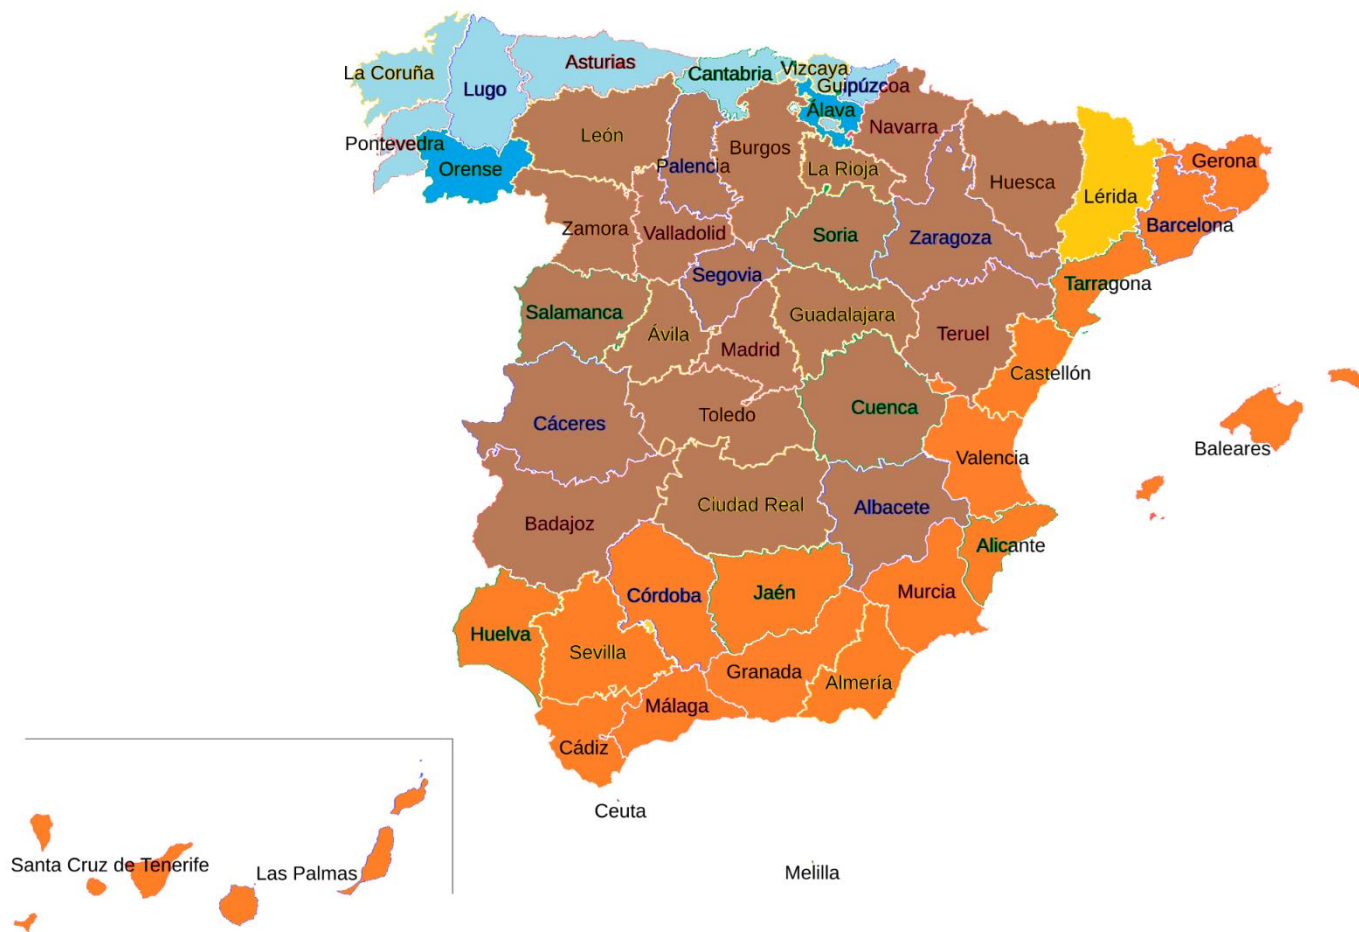 La Coruña
Lugo
Asturias
Cantabria
Vizcaya
Guipúzcoa
Álava
Navarra
Pontevedra
Orense
León
Palencia
Burgos
La Rioja
Huesca
Lérida
Gerona
Barcelona
Zamora
Valladolid
Soria
Zaragoza
Segovia
Tarragona
Salamanca
Ávila
Madrid
Guadalajara
Teruel
Castellón
Cáceres
Toledo
Cuenca
Valencia
Baleares
Badajoz
Ciudad Real
Albacete
Alicante
Huelva
Sevilla
Córdoba
Jaén
Murcia
Granada
Almería
Málaga
Cádiz
Ceuta
Melilla
Santa Cruz de Tenerife
Las Palmas